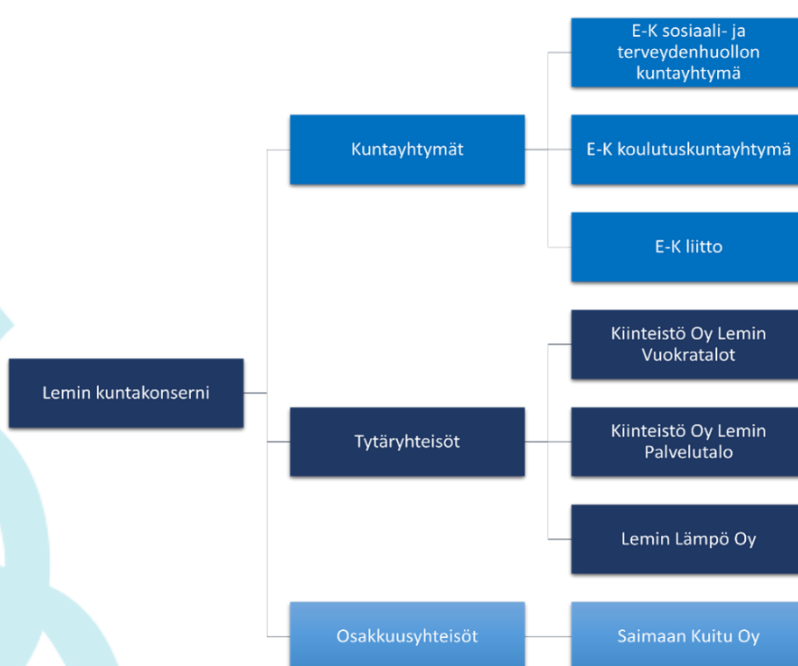 Lemin kuntakonserni
Kuntayhtymät
E-K sosiaali- ja
terveydenhuollon
kuntayhtymä
E-K koulutuskuntayhtymä
E-K liitto
Tytäryhteisöt
Kiinteistö Oy Lemin
Vuokratalot
Kiinteistö Oy Lemin
Palvelutalo
Lemin Lämpö Oy
Osakkuusyhteisöt
Saimaan Kuitu Oy